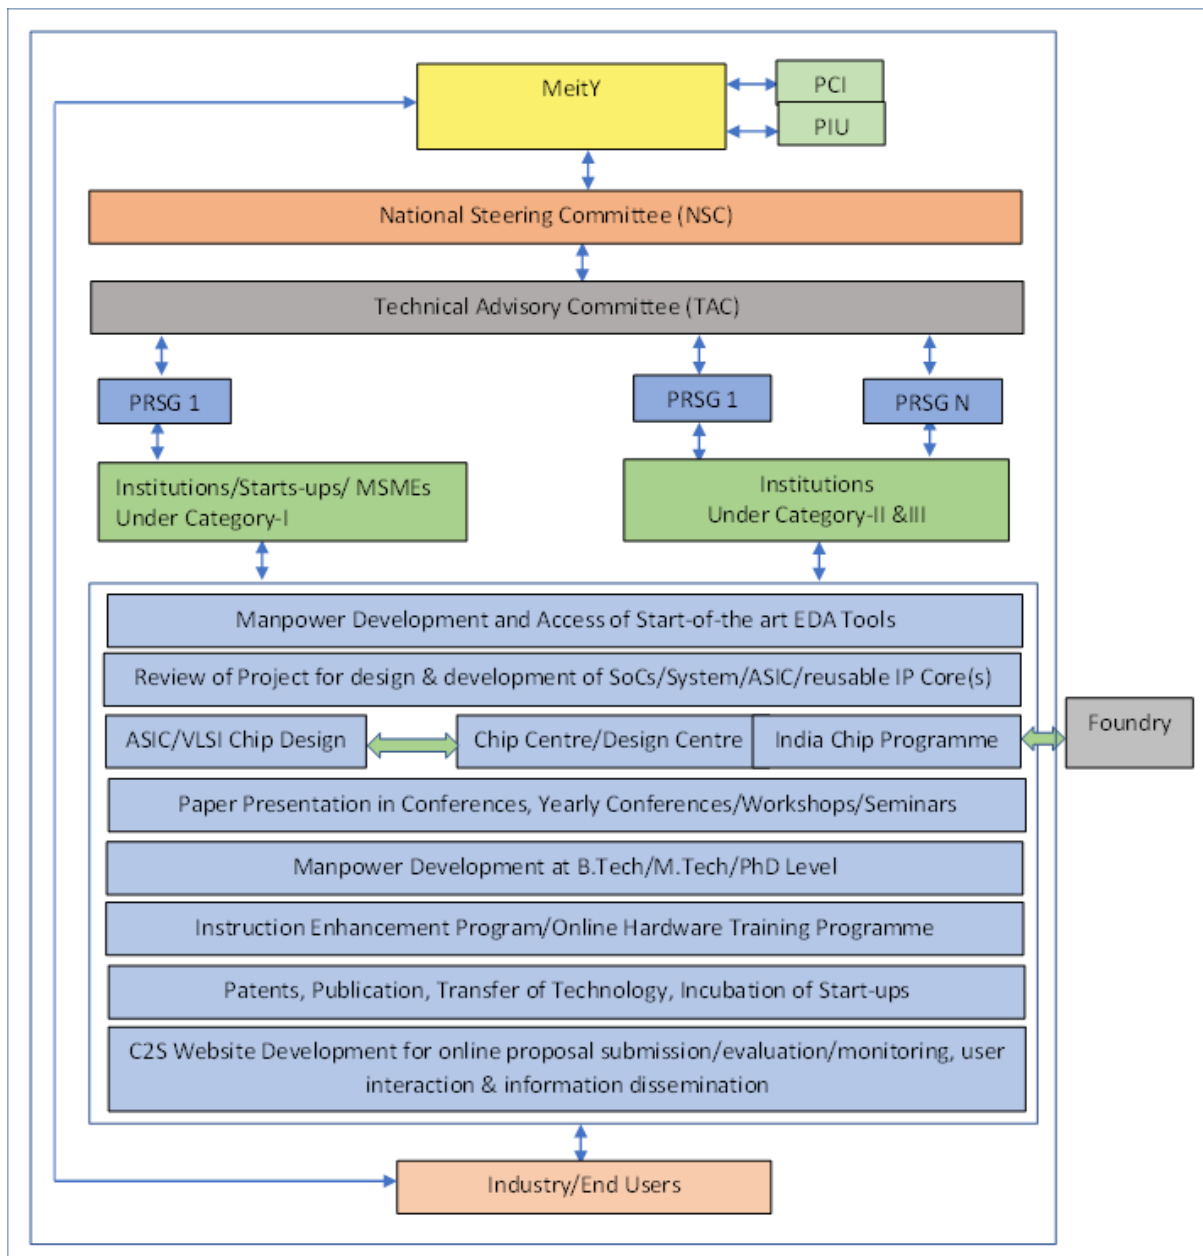 MeitY
PCI
PIU
National Steering Committee (NSC)
Technical Advisory Committee (TAC)
PRSG 1
PRSG 1
PRSG N
Institutions/Starts-ups/ MSMEs
Under Category-I
Institutions
Under Category-II &III
Manpower Development and Access of Start-of-the art EDA Tools
Review of Project for design & development of SoCs/System/ASIC/reusable IP Core(s)
ASIC/VLSI Chip Design
Chip Centre/Design Centre
India Chip Programme
Foundry
Paper Presentation in Conferences, Yearly Conferences/Workshops/Seminars
Manpower Development at B.Tech/M.Tech/PhD Level
Instruction Enhancement Program/Online Hardware Training Programme
Patents, Publication, Transfer of Technology, Incubation of Start-ups
C2S Website Development for online proposal submission/evaluation/monitoring, user
interaction & information dissemination
Industry/End Users